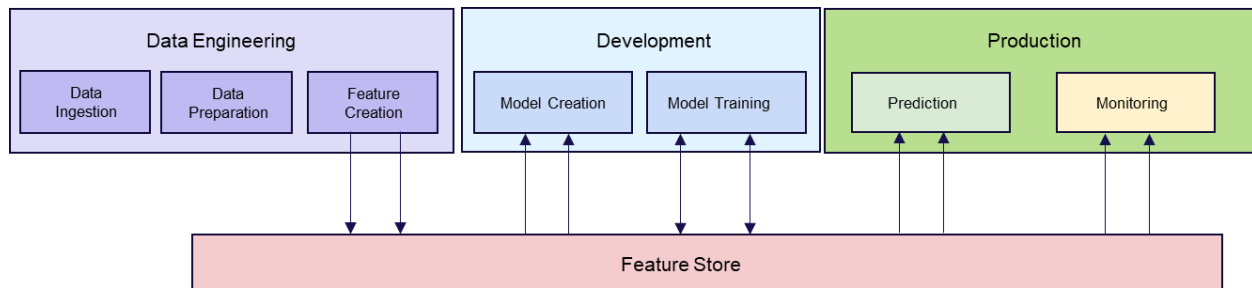 Data Engineering
Data
Ingestion
Data
Preparation
Feature
Creation
Development
Model Creation
Model Training
Production
Prediction
Monitoring
Feature Store